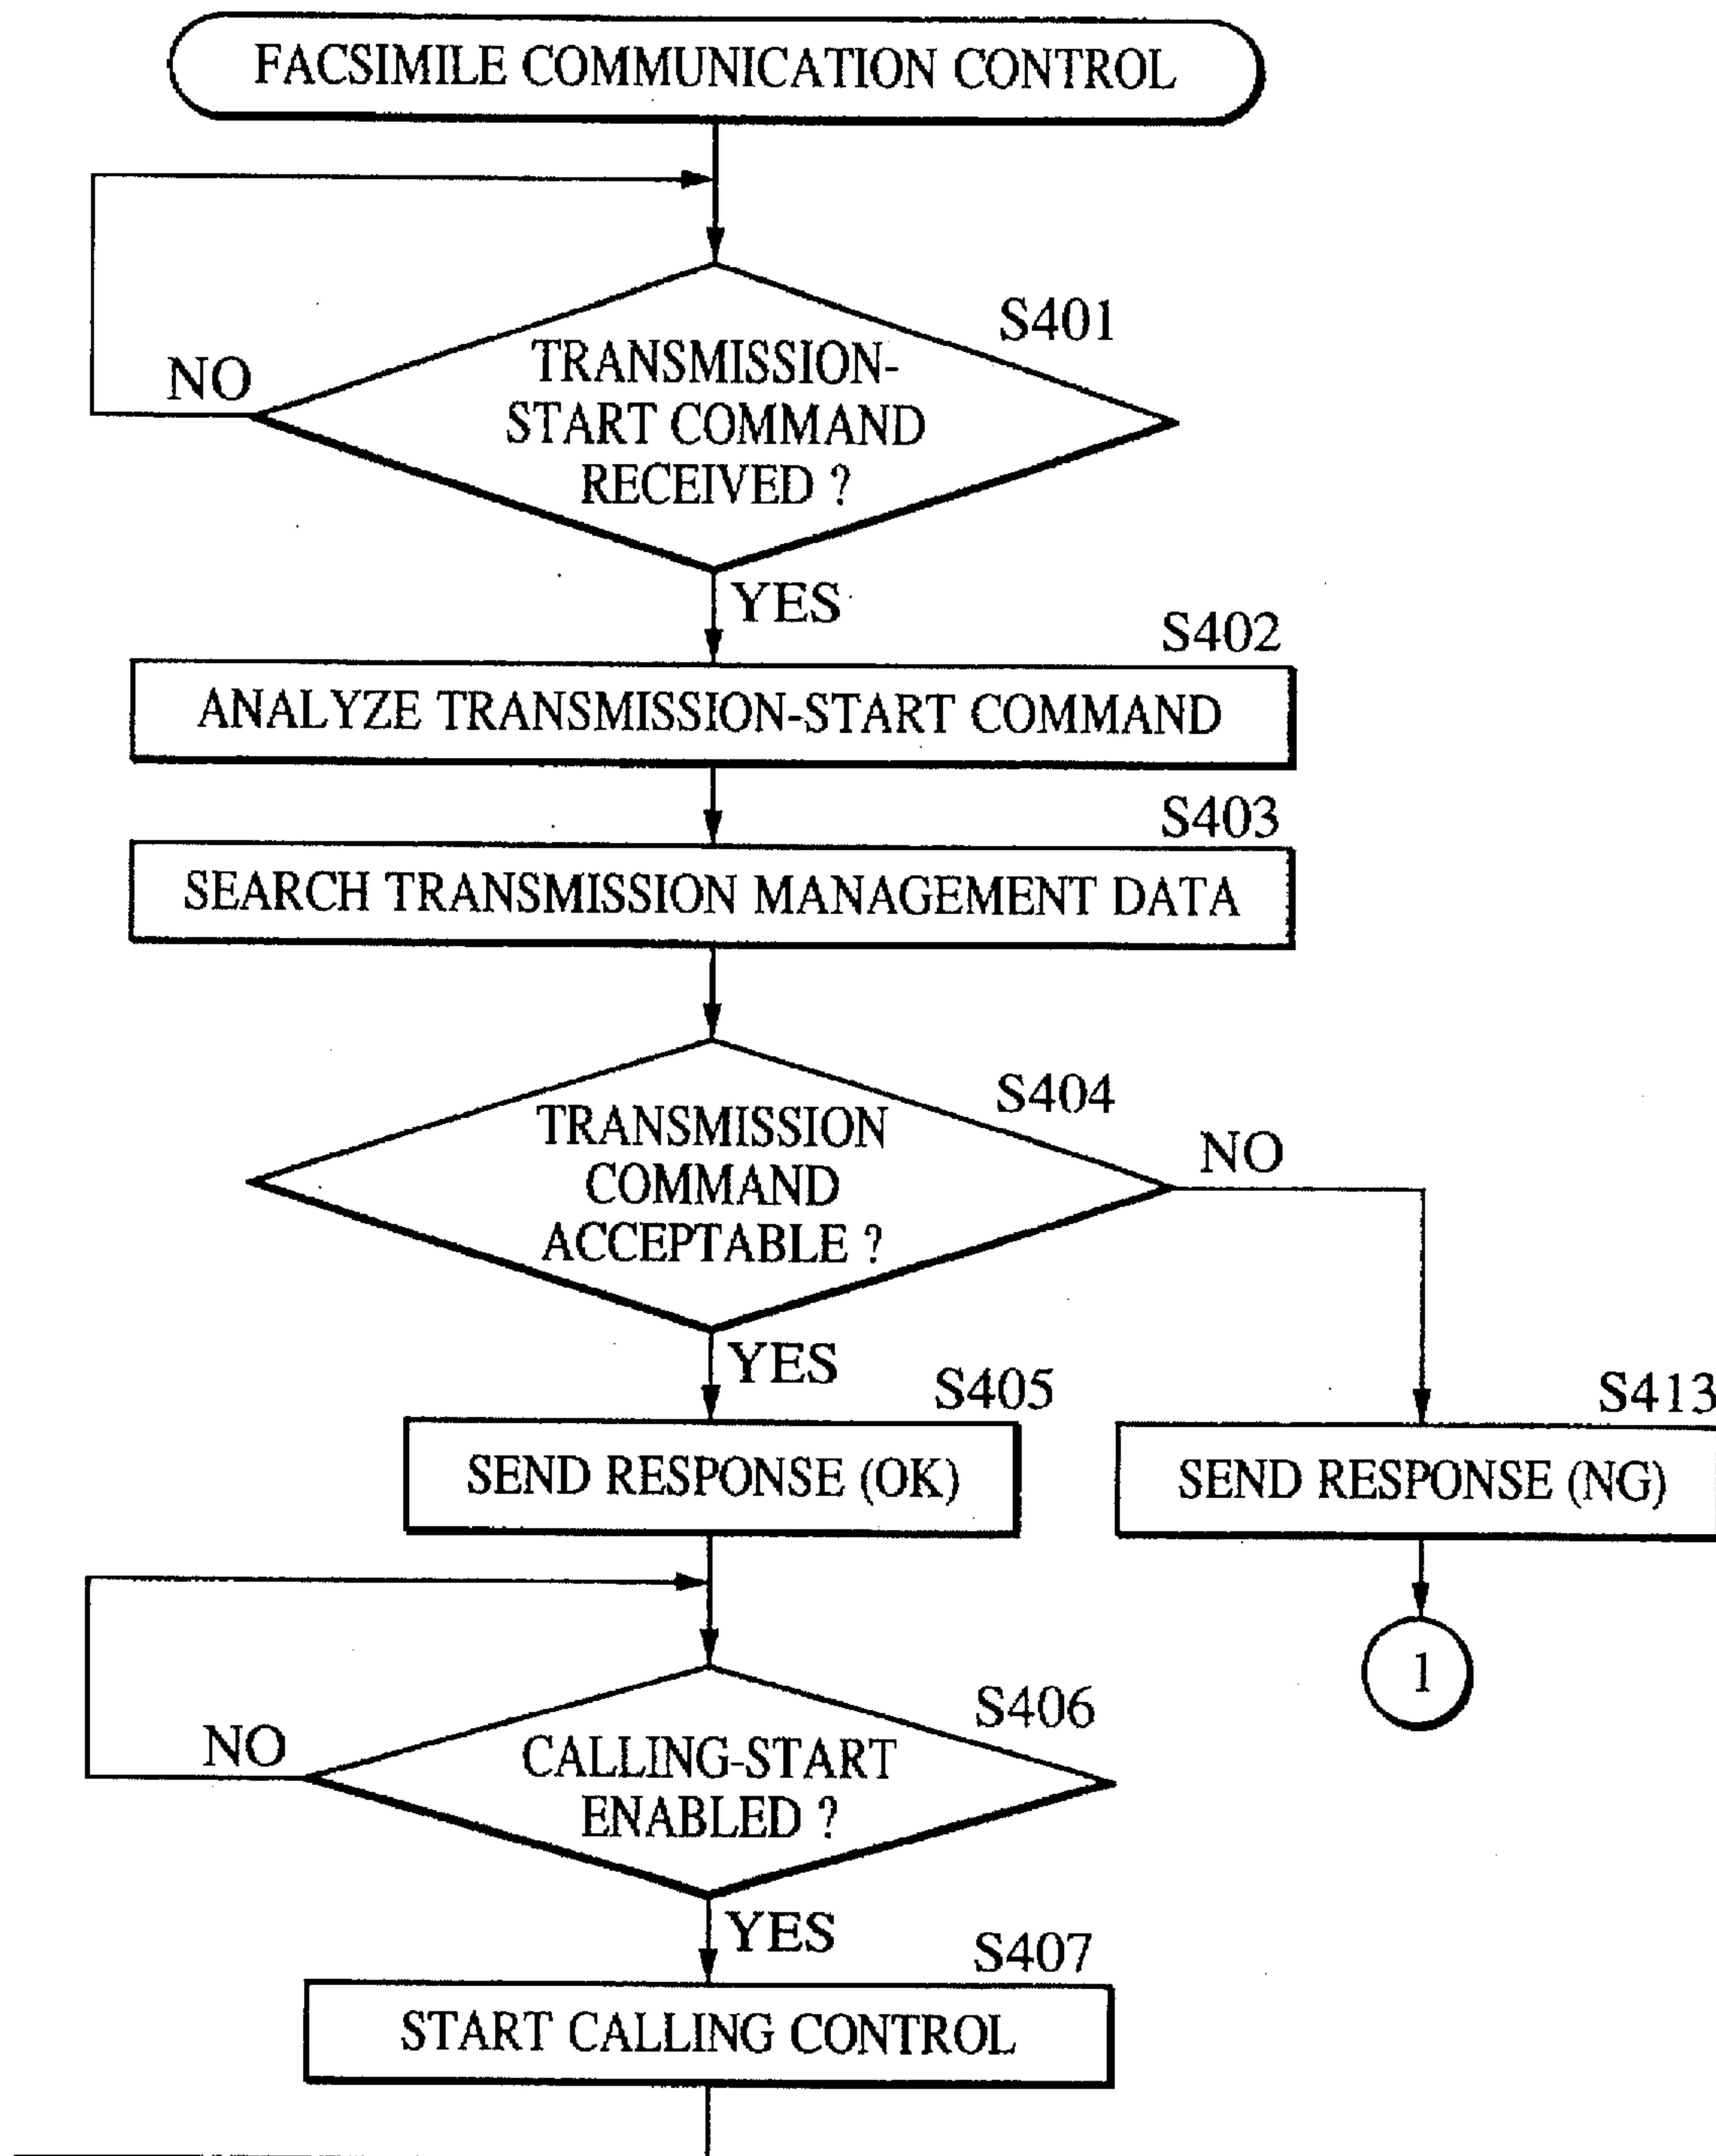 FACSIMILE COMMUNICATION CONTROL
S401
TRANSMISSION-
START COMMAND
RECEIVED ?
NO
YES
S402
ANALYZE TRANSMISSION-START COMMAND
S403
SEARCH TRANSMISSION MANAGEMENT DATA
S404
TRANSMISSION
COMMAND
ACCEPTABLE ?
NO
YES
S405
SEND RESPONSE (OK)
S413
SEND RESPONSE (NG)
1
S406
CALLING-START
ENABLED ?
NO
YES
S407
START CALLING CONTROL